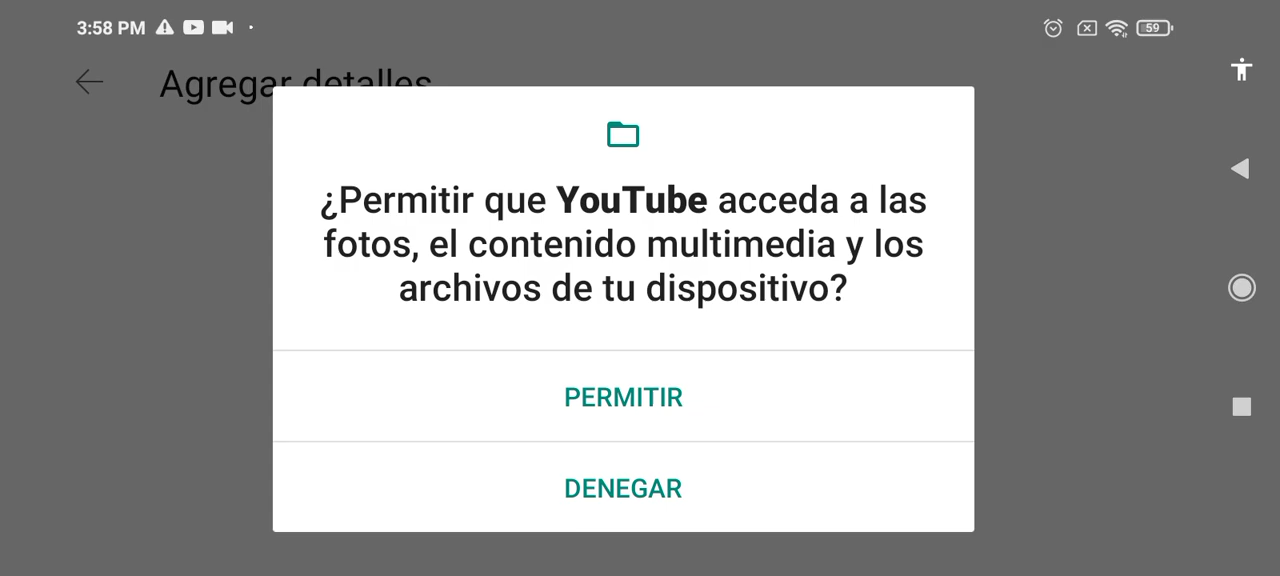 3:58 PM
59
Agregar detalles
¿Permitir que YouTube acceda a las
fotos, el contenido multimedia y los
archivos de tu dispositivo?
PERMITIR
DENEGAR